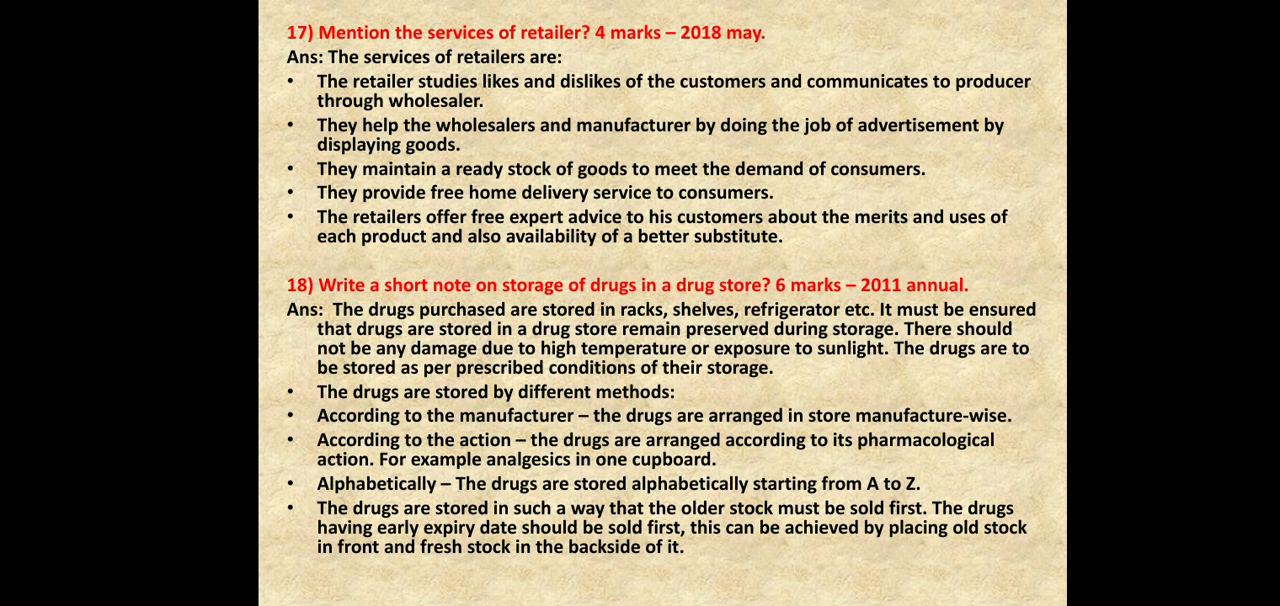 17) Mention the services of retailer? 4 marks – 2018 may.
Ans: The services of retailers are:
• The retailer studies likes and dislikes of the customers and communicates to producer
through wholesaler.
• They help the wholesalers and manufacturer by doing the job of advertisement by
displaying goods.
• They maintain a ready stock of goods to meet the demand of consumers.
• They provide free home delivery service to consumers.
• The retailers offer free expert advice to his customers about the merits and uses of
each product and also availability of a better substitute.
18) Write a short note on storage of drugs in a drug store? 6 marks – 2011 annual.
Ans: The drugs purchased are stored in racks, shelves, refrigerator etc. It must be ensured
that drugs are stored in a drug store remain preserved during storage. There should
not be any damage due to high temperature or exposure to sunlight. The drugs are to
be stored as per prescribed conditions of their storage.
• The drugs are stored by different methods:
• According to the manufacturer – the drugs are arranged in store manufacture-wise.
• According to the action – the drugs are arranged according to its pharmacological
action. For example analgesics in one cupboard.
• Alphabetically – The drugs are stored alphabetically starting from A to Z.
• The drugs are stored in such a way that the older stock must be sold first. The drugs
having early expiry date should be sold first, this can be achieved by placing old stock
in front and fresh stock in the backside of it.